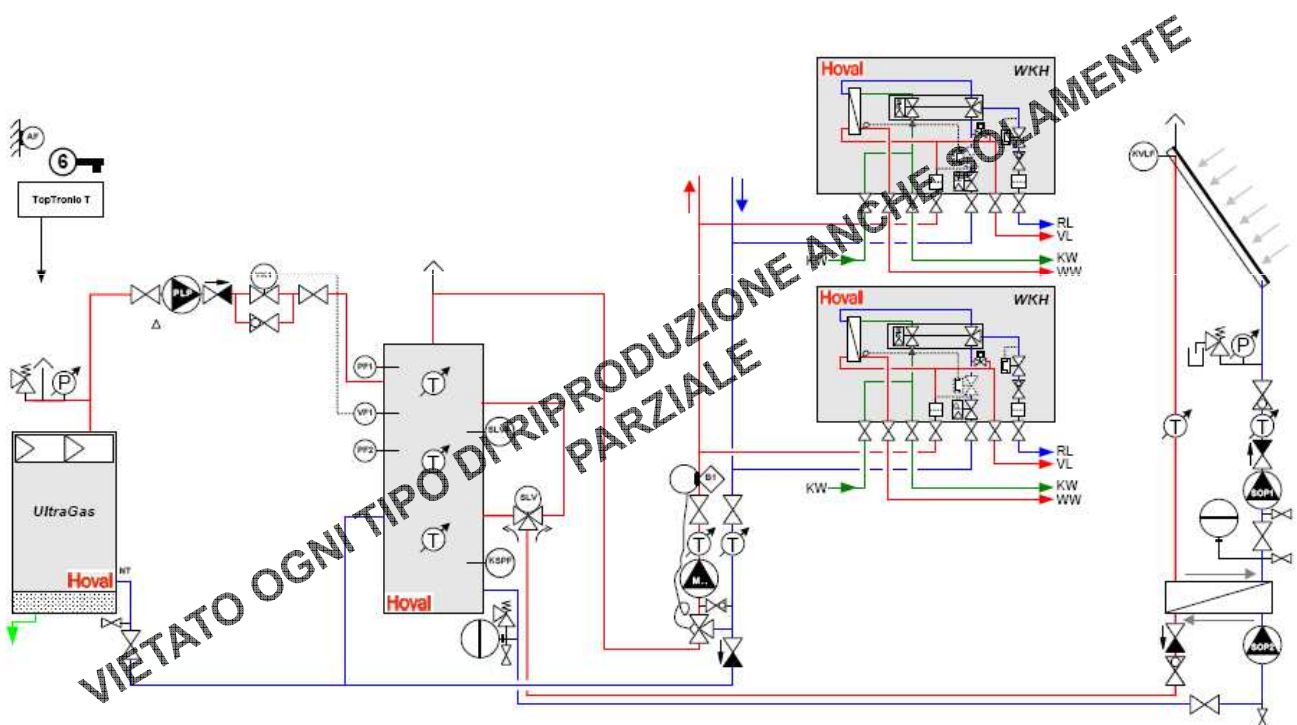 Hoval WKH
RL
VL
KW KW
WW
Hoval WKH
RL
VL
KW KW
WW
AF
6
TopTronic T
PLP
P
UltraGas
Hoval
NT
PF1
VF1
PF2
T
T
T
SLV
KSPF
Hoval
B1
T T
KVLF
P
T T
SOP1
SOP2
VIETATO OGNI TIPO DI RIPRODUZIONE ANCHE SOLAMENTE
PARZIALE